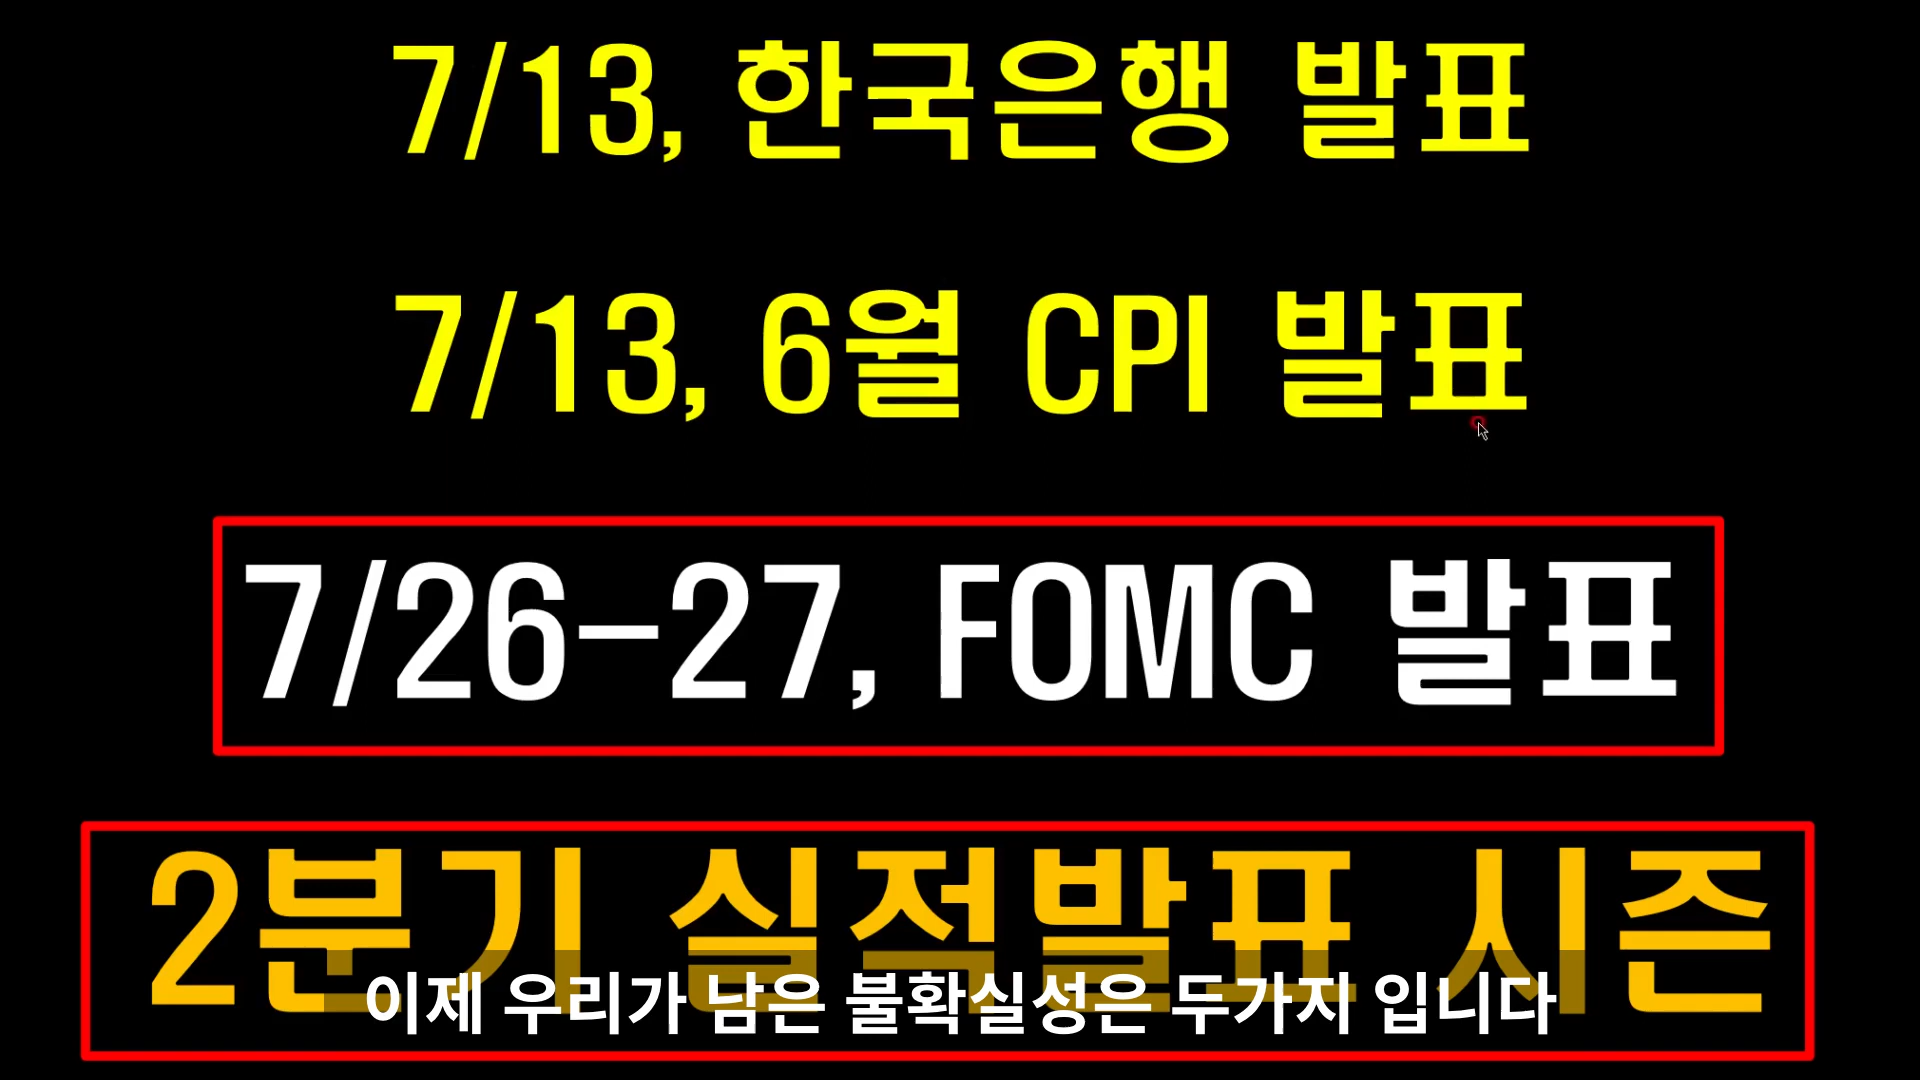 7/13, 한국은행 발표
7/13, 6월 CPI 발표
7/26-27, FOMC 발표
2분기 실적발표 시즌
이제 우리가 남은 불확실성은 두가지 입니다